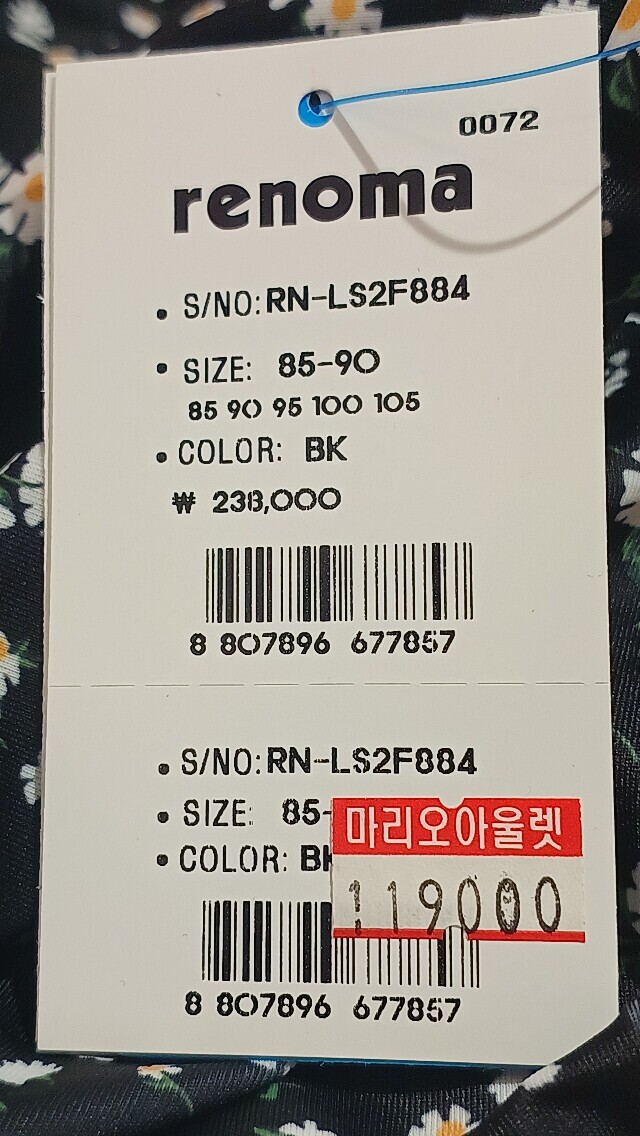 0072
renoma
• S/NO: RN-LS2F884
• SIZE: 85-90
85 90 95 100 105
• COLOR: BK
₩ 238,000
8 807896 677857
• S/NO: RN-LS2F884
• SIZE: 85-
마리오아울렛
• COLOR: BK
119000
8 807896 677857